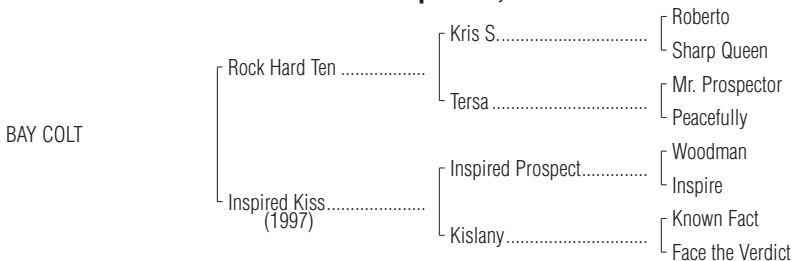 Roberto
Kris S.
Sharp Queen
Rock Hard Ten
Mr. Prospector
Tersa
Peacefully
BAY COLT
Woodman
Inspired Prospect
Inspire
Inspired Kiss
(1997)
Known Fact
Kislany
Face the Verdict